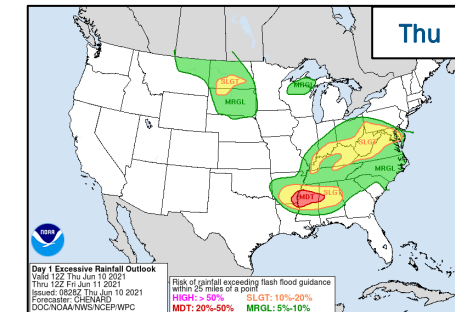 Thu
SLGT
MRGL
MRGL
SLGT
MRGL
MDT
SLGT
NOAA
Day 1 Excessive Rainfall Outlook
Valid 12Z Thu Jun 10 2021
Thru 12Z Fri Jun 11 2021
Issued: 0828Z Thu Jun 10 2021
Forecaster: CHENARD
DOC/NOAA/NWS/NCEP/WPC
Risk of rainfall exceeding flash flood guidance
within 25 miles of a point
HIGH: > 50% SLGT: 10%-20%
MDT: 20%-50% MRGL: 5%-10%